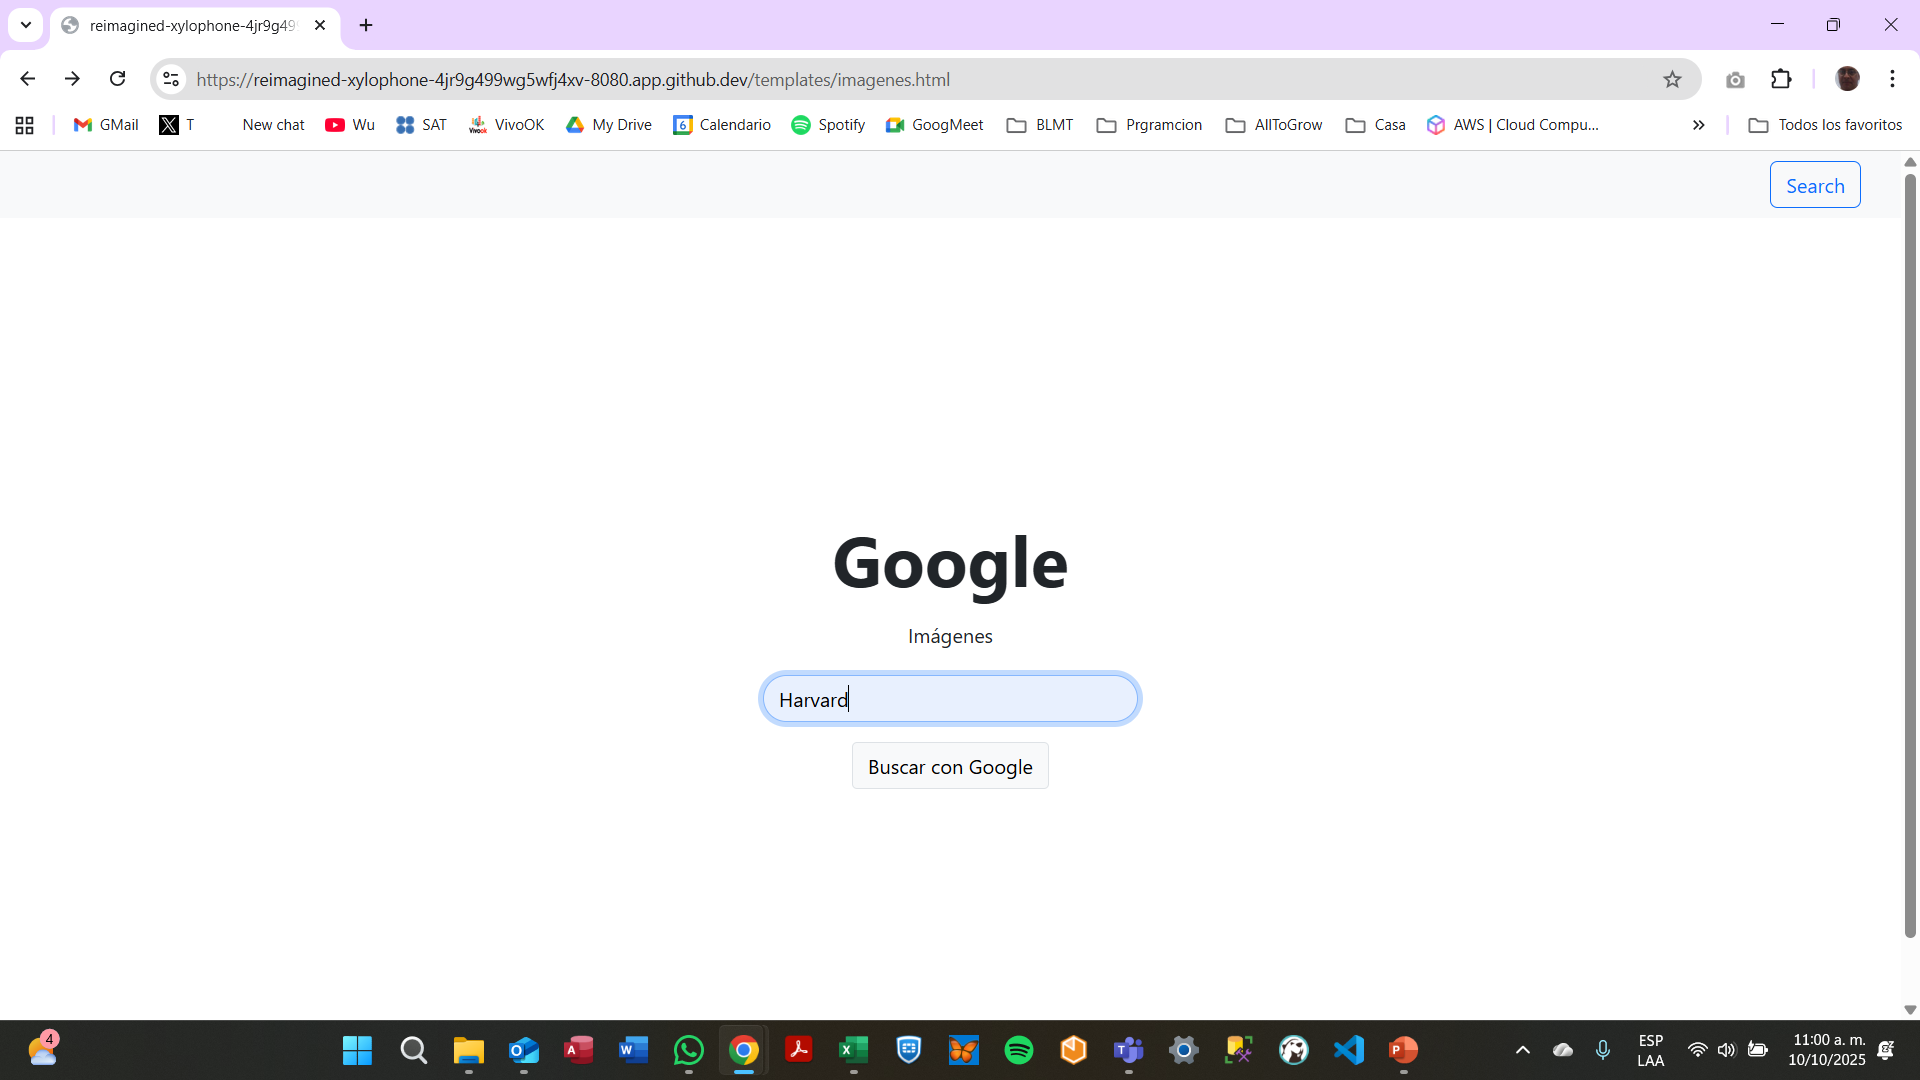 reimagined-xylophone-4jr9g49
https://reimagined-xylophone-4jr9g499wg5wfj4xv-8080.app.github.dev/templates/imagenes.html
GMail T New chat Wu SAT VivoOK My Drive 6 Calendario Spotify GoogMeet BLMT Prgramcion AllToGrow Casa AWS | Cloud Compu... Todos los favoritos
Search
Google
Imágenes
Harvard
Buscar con Google
4
ESP
LAA
11:00 a. m.
10/10/2025